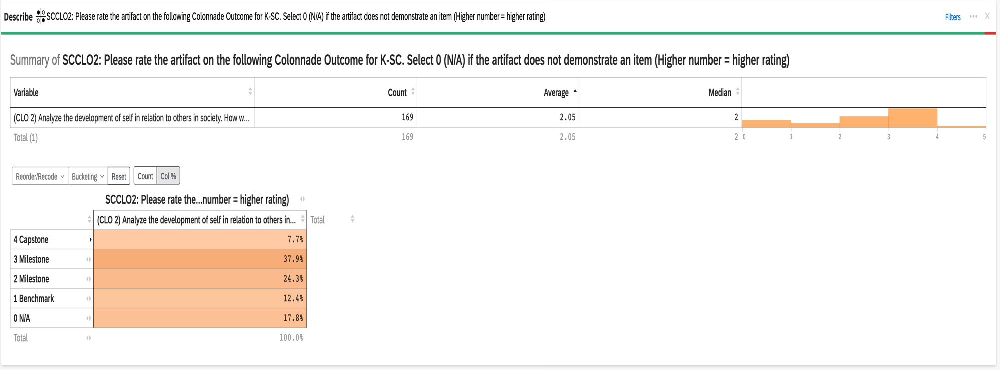 Describe SCCLO2: Please rate the artifact on the following Colonnade Outcome for K-SC. Select 0 (N/A) if the artifact does not demonstrate an item (Higher number = higher rating) Filters ••• X
Summary of SCCLO2: Please rate the artifact on the following Colonnade Outcome for K-SC. Select 0 (N/A) if the artifact does not demonstrate an item (Higher number = higher rating)
Variable Count Average Median
(CLO 2) Analyze the development of self in relation to others in society. How w... 169 2.05 2
Total (1) 169 2.05 2 0 1 2 3 4 5
Reorder/Recode Bucketing Reset Count Col %
SCCLO2: Please rate the...number = higher rating)
(CLO 2) Analyze the development of self in relation to others in... Total
4 Capstone 7.7%
3 Milestone 37.9%
2 Milestone 24.3%
1 Benchmark 12.4%
0 N/A 17.8%
Total 100.0%